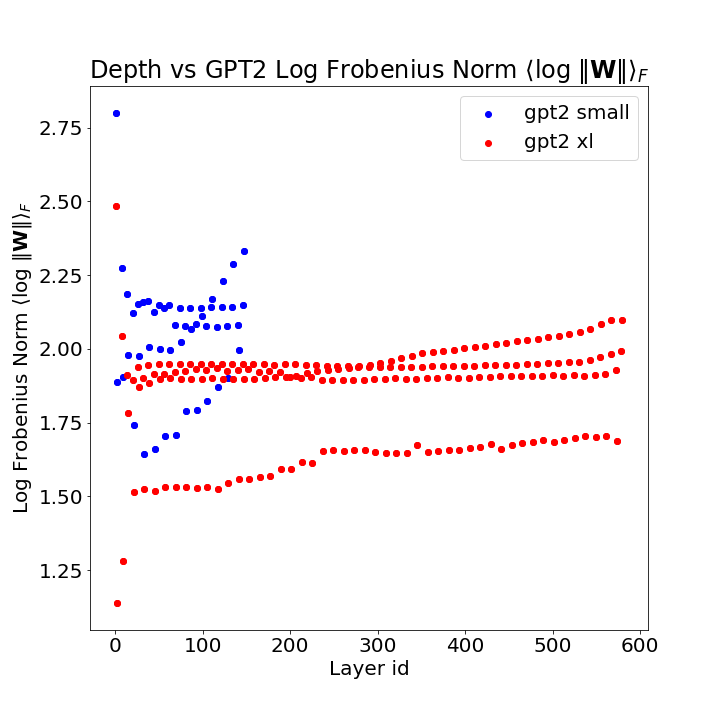 Depth vs GPT2 Log Frobenius Norm ⟨log ‖W‖⟩F
gpt2 small
gpt2 xl
Log Frobenius Norm ⟨log ‖W‖⟩F
2.75
2.50
2.25
2.00
1.75
1.50
1.25
0 100 200 300 400 500 600
Layer id